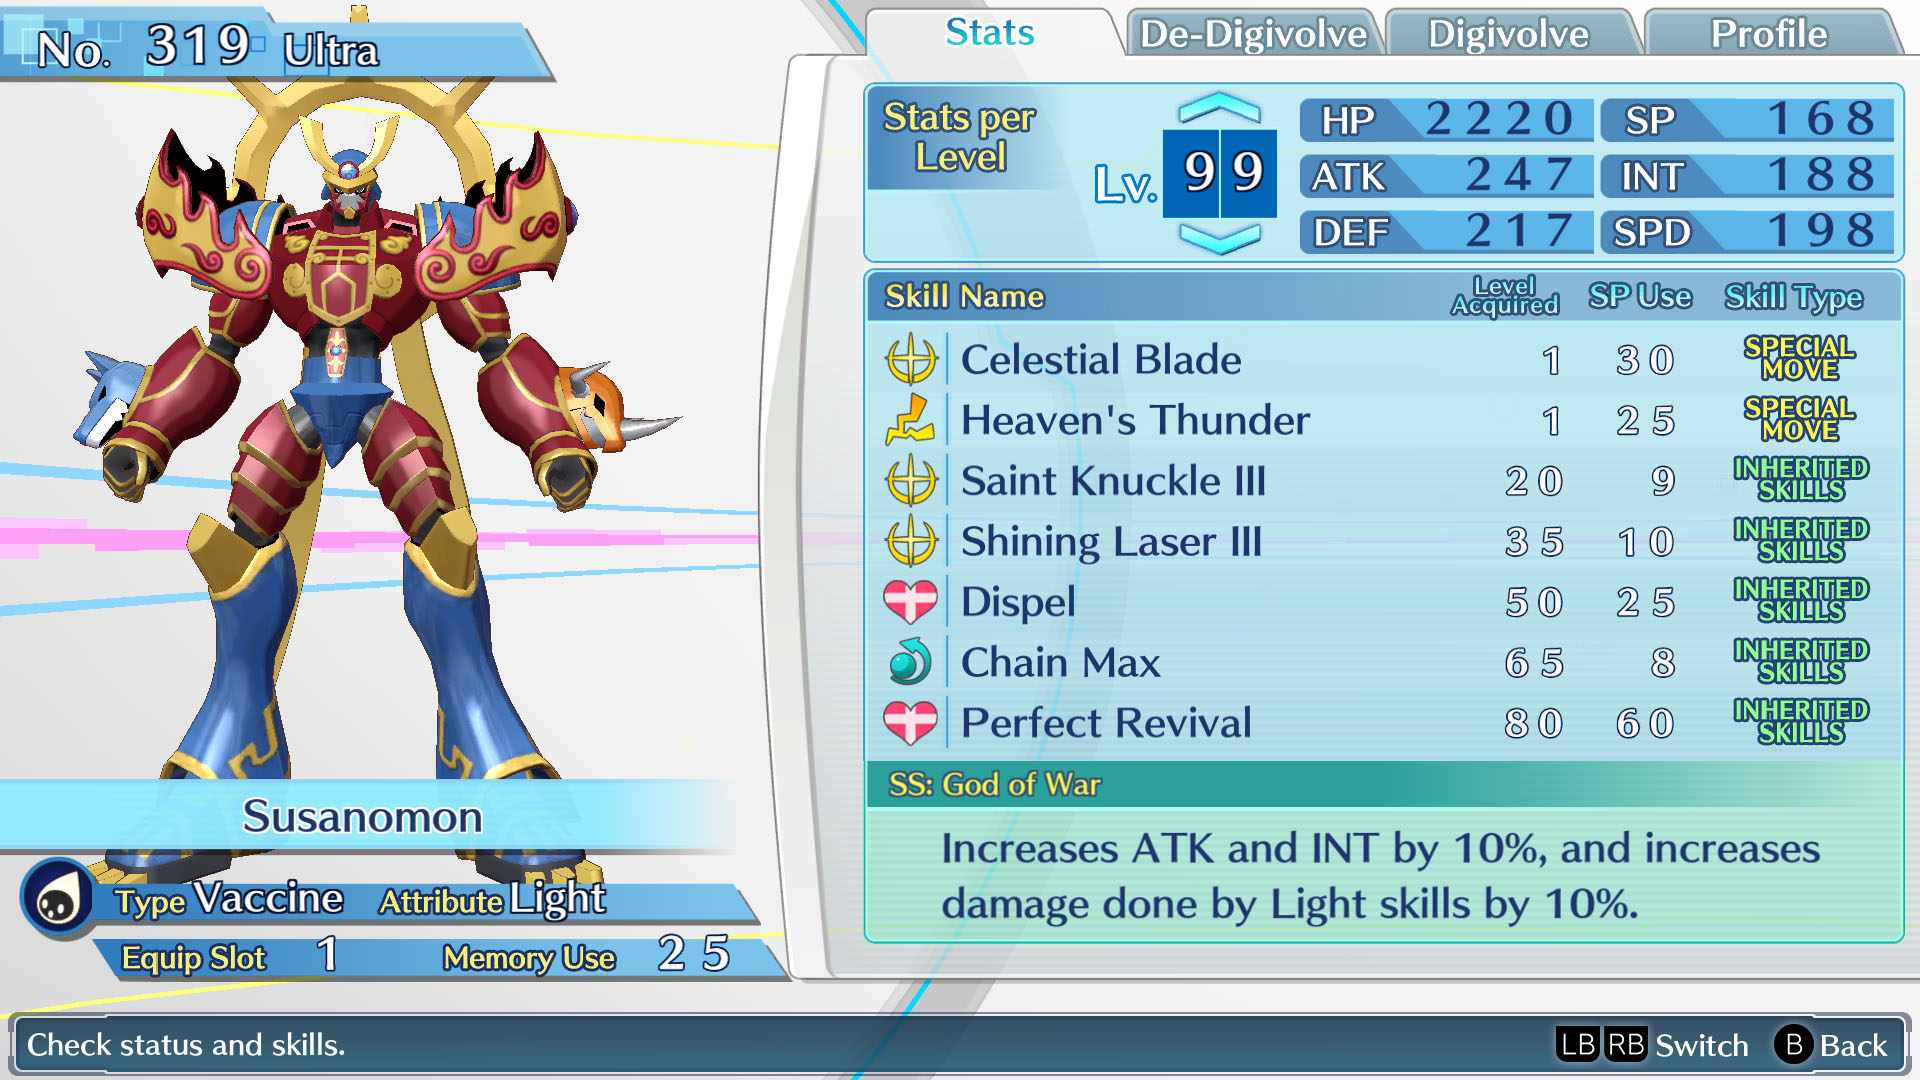 No. 319 Ultra
Stats
De-Digivolve
Digivolve
Profile
Stats per
Level
Lv. 99
HP 2220
SP 168
ATK 247
INT 188
DEF 217
SPD 198
Skill Name
Level
Acquired
SP Use
Skill Type
Celestial Blade 1 30 SPECIAL
MOVE
Heaven's Thunder 1 25 SPECIAL
MOVE
Saint Knuckle III 20 9 INHERITED
SKILLS
Shining Laser III 35 10 INHERITED
SKILLS
Dispel 50 25 INHERITED
SKILLS
Chain Max 65 8 INHERITED
SKILLS
Perfect Revival 80 60 INHERITED
SKILLS
SS: God of War
Increases ATK and INT by 10%, and increases
damage done by Light skills by 10%.
Susanomon
Type Vaccine Attribute Light
Equip Slot 1 Memory Use 25
Check status and skills.
LB RB Switch B Back